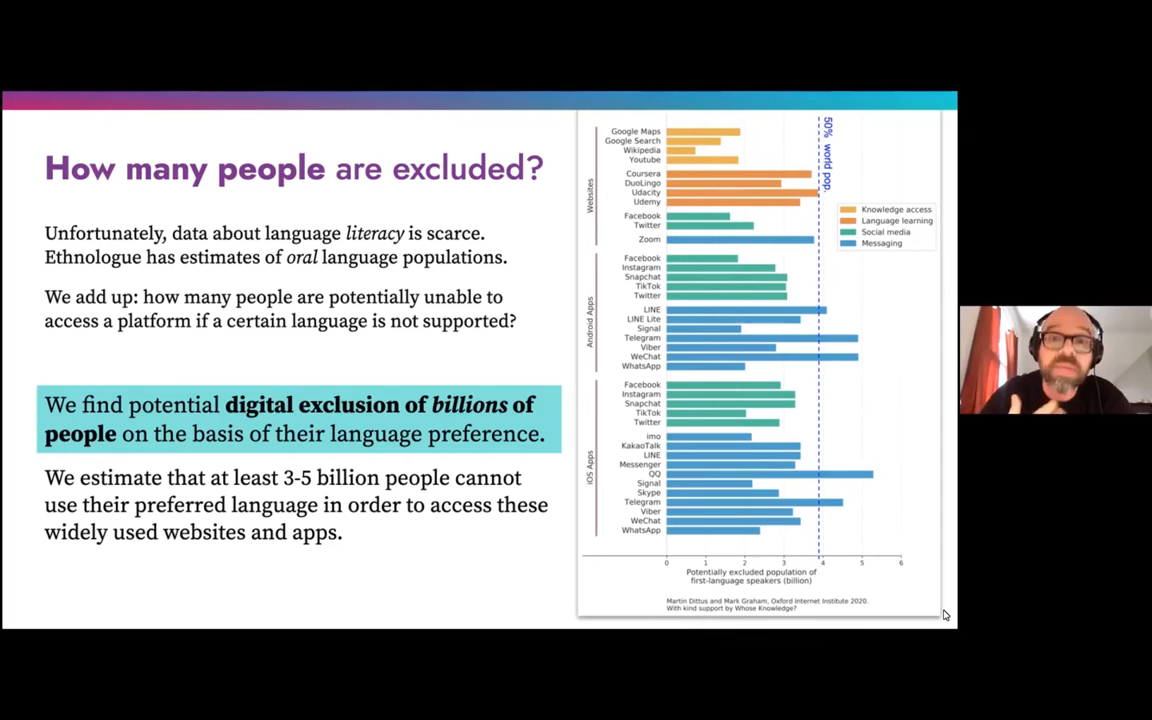 How many people are excluded?
Unfortunately, data about language literacy is scarce.
Ethnologue has estimates of oral language populations.
We add up: how many people are potentially unable to
access a platform if a certain language is not supported?
We find potential digital exclusion of billions of
people on the basis of their language preference.
We estimate that at least 3-5 billion people cannot
use their preferred language in order to access these
widely used websites and apps.
50% world pop.
Websites
Google Maps
Google Search
Wikipedia
Youtube
Coursera
DuoLingo
Udacity
Udemy
Facebook
Twitter
Zoom
Knowledge access
Language learning
Social media
Messaging
Android Apps
Facebook
Instagram
Snapchat
TikTok
Twitter
LINE
LINE Lite
Signal
Telegram
Viber
WeChat
WhatsApp
iOS Apps
Facebook
Instagram
Snapchat
TikTok
Twitter
imo
KakaoTalk
LINE
Messenger
QQ
Signal
Skype
Telegram
Viber
WeChat
WhatsApp
0 1 2 3 4 5 6
Potentially excluded population of
first-language speakers (billion)
Martin Dittus and Mark Graham, Oxford Internet Institute 2020.
With kind support by Whose Knowledge?